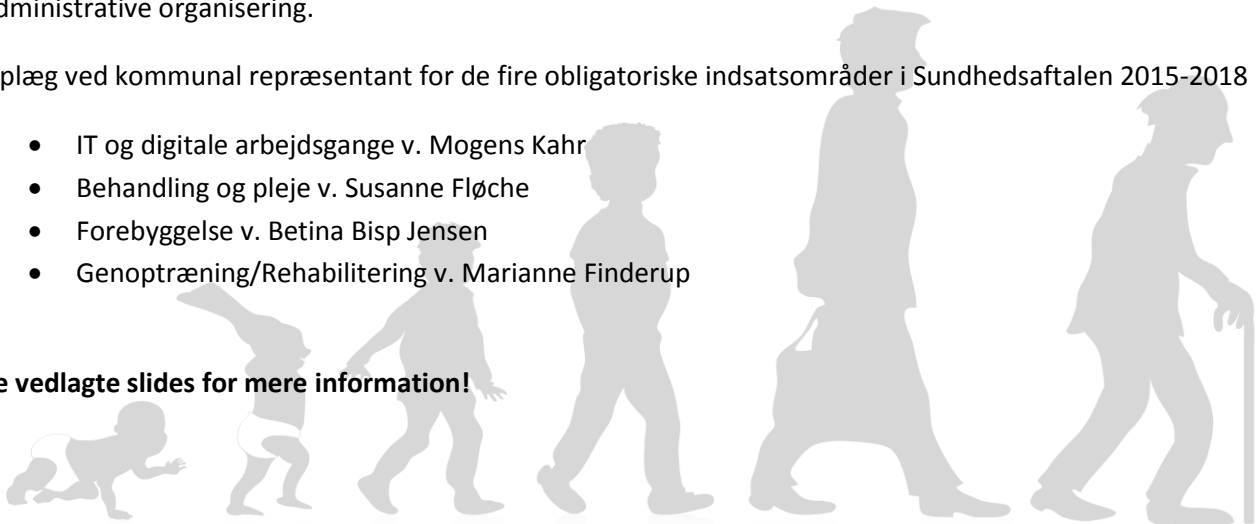 dministrative organisering.
plæg ved kommunal repræsentant for de fire obligatoriske indsatsområder i Sundhedsaftalen 2015-2018
• IT og digitale arbejdsgange v. Mogens Kahr
• Behandling og pleje v. Susanne Fløche
• Forebyggelse v. Betina Bisp Jensen
• Genoptræning/Rehabilitering v. Marianne Finderup
e vedlagte slides for mere information!